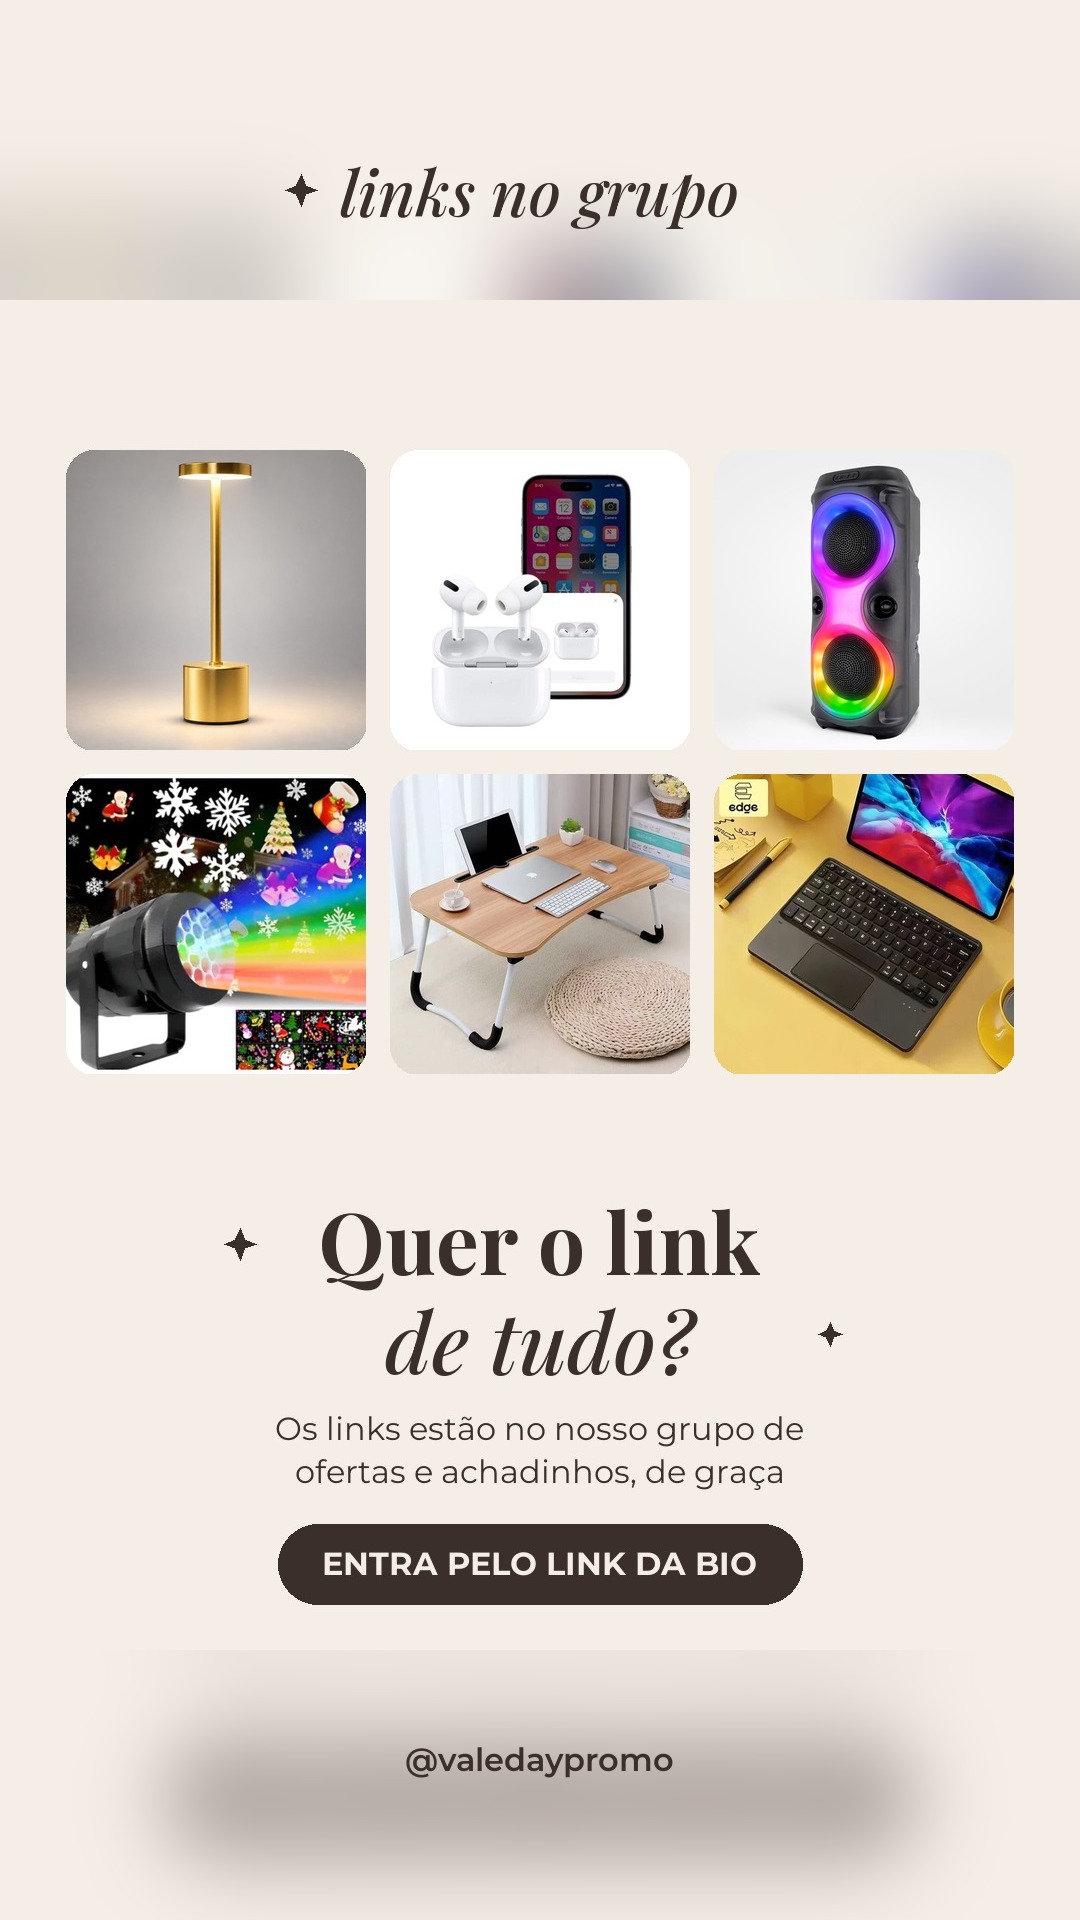 links no grupo
edge
Quer o link
de tudo?
Os links estão no nosso grupo de
ofertas e achadinhos, de graça
ENTRA PELO LINK DA BIO
@valedaypromo